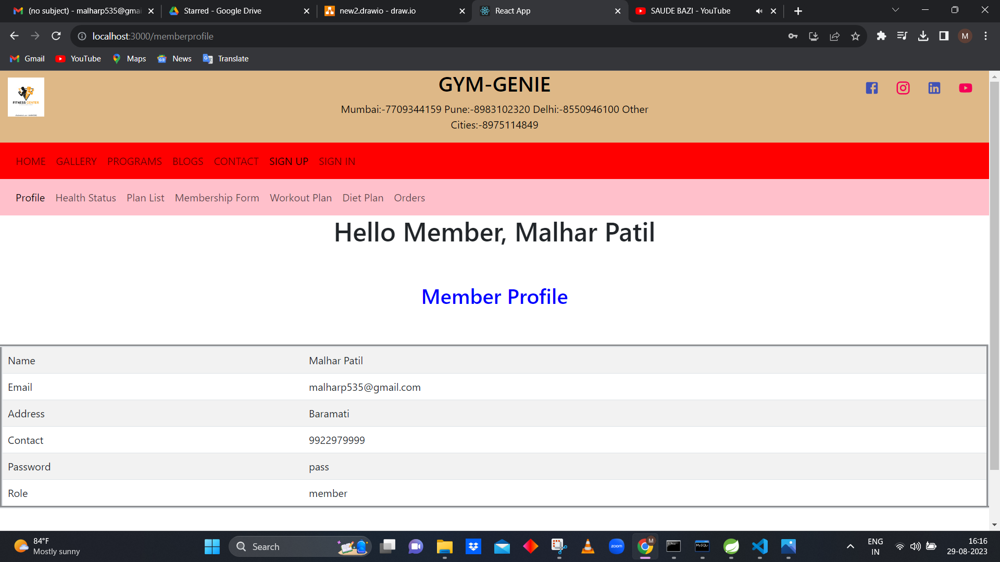 (no subject) - malharp535@gmai
Starred - Google Drive
new2.drawio - draw.io
React App
SAUDE BAZI - YouTube
localhost:3000/memberprofile
M
Gmail YouTube Maps News Translate
FITNESS CENTER
GYM-GENIE
Mumbai:-7709344159 Pune:-8983102320 Delhi:-8550946100 Other
Cities:-8975114849
HOME GALLERY PROGRAMS BLOGS CONTACT SIGN UP SIGN IN
Profile Health Status Plan List Membership Form Workout Plan Diet Plan Orders
Hello Member, Malhar Patil
Member Profile
Name Malhar Patil
Email malharp535@gmail.com
Address Baramati
Contact 9922979999
Password pass
Role member
84°F
Mostly sunny
Search
zoom
M
MySQL
ENG
IN
16:16
29-08-2023